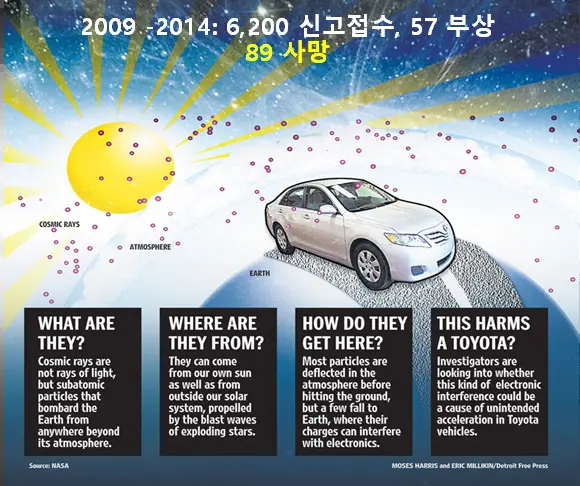 2009 -2014: 6,200 신고접수, 57 부상
89 사망
COSMIC RAYS
ATMOSPHERE
EARTH
WHAT ARE
THEY?
Cosmic rays are
not rays of light,
but subatomic
particles that
bombard the
Earth from
anywhere beyond
its atmosphere.
WHERE ARE
THEY FROM?
They can come
from our own sun
as well as from
outside our solar
system, propelled
by the blast waves
of exploding stars.
HOW DO THEY
GET HERE?
Most particles are
deflected in the
atmosphere before
hitting the ground,
but a few fall to
Earth, where their
charges can interfere
with electronics.
THIS HARMS
A TOYOTA?
Investigators are
looking into whether
this kind of electronic
interference could be
a cause of unintended
acceleration in Toyota
vehicles.
Source: NASA
MOSES HARRIS and ERIC MILLIKIN/Detroit Free Press